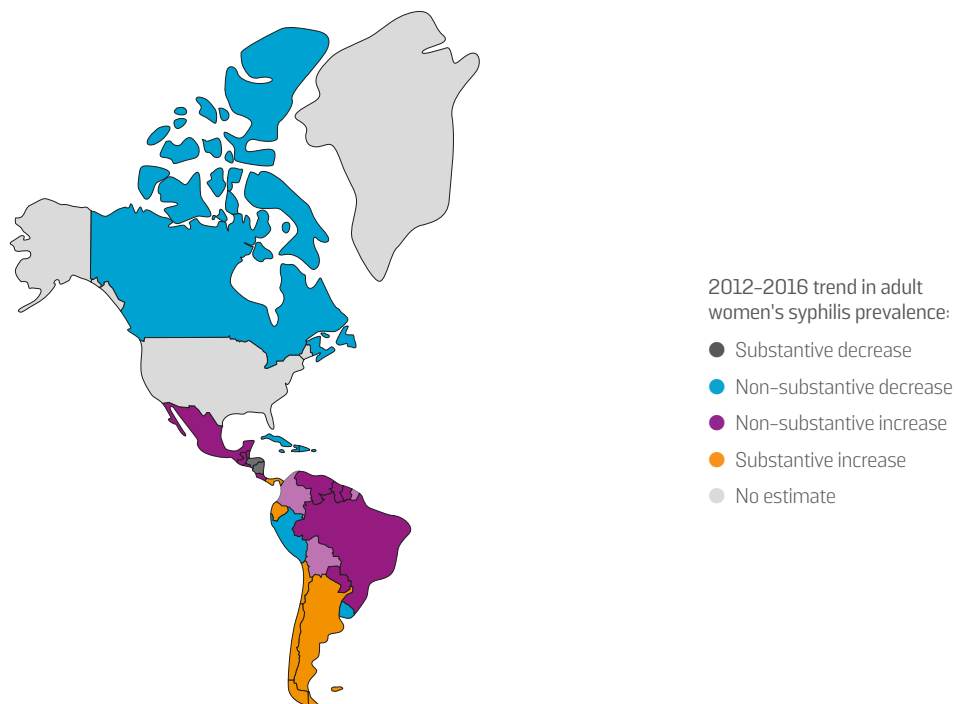 2012–2016 trend in adult
women's syphilis prevalence:
Substantive decrease
Non-substantive decrease
Non-substantive increase
Substantive increase
No estimate